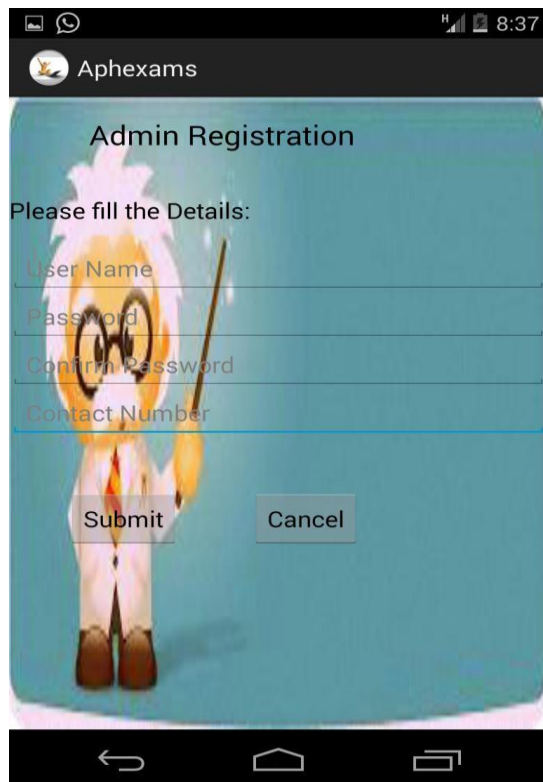 H 8:37
Aphexams
Admin Registration
Please fill the Details:
User Name
Password
Confirm Password
Contact Number
Submit Cancel